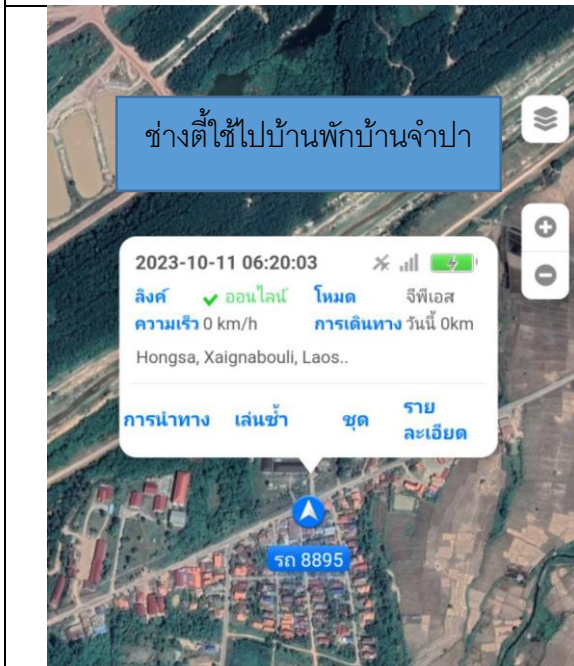 ช่างตี้ใช้ไปบ้านพักบ้านจำปา
2023-10-11 06:20:03
ลิงค์ ออนไลน์ โหมด จีพีเอส
ความเร็ว 0 km/h การเดินทาง วันนี้ 0km
Hongsa, Xaignabouli, Laos..
การนำทาง เล่นซ้ำ ชุด ราย
ละเอียด
รถ 8895